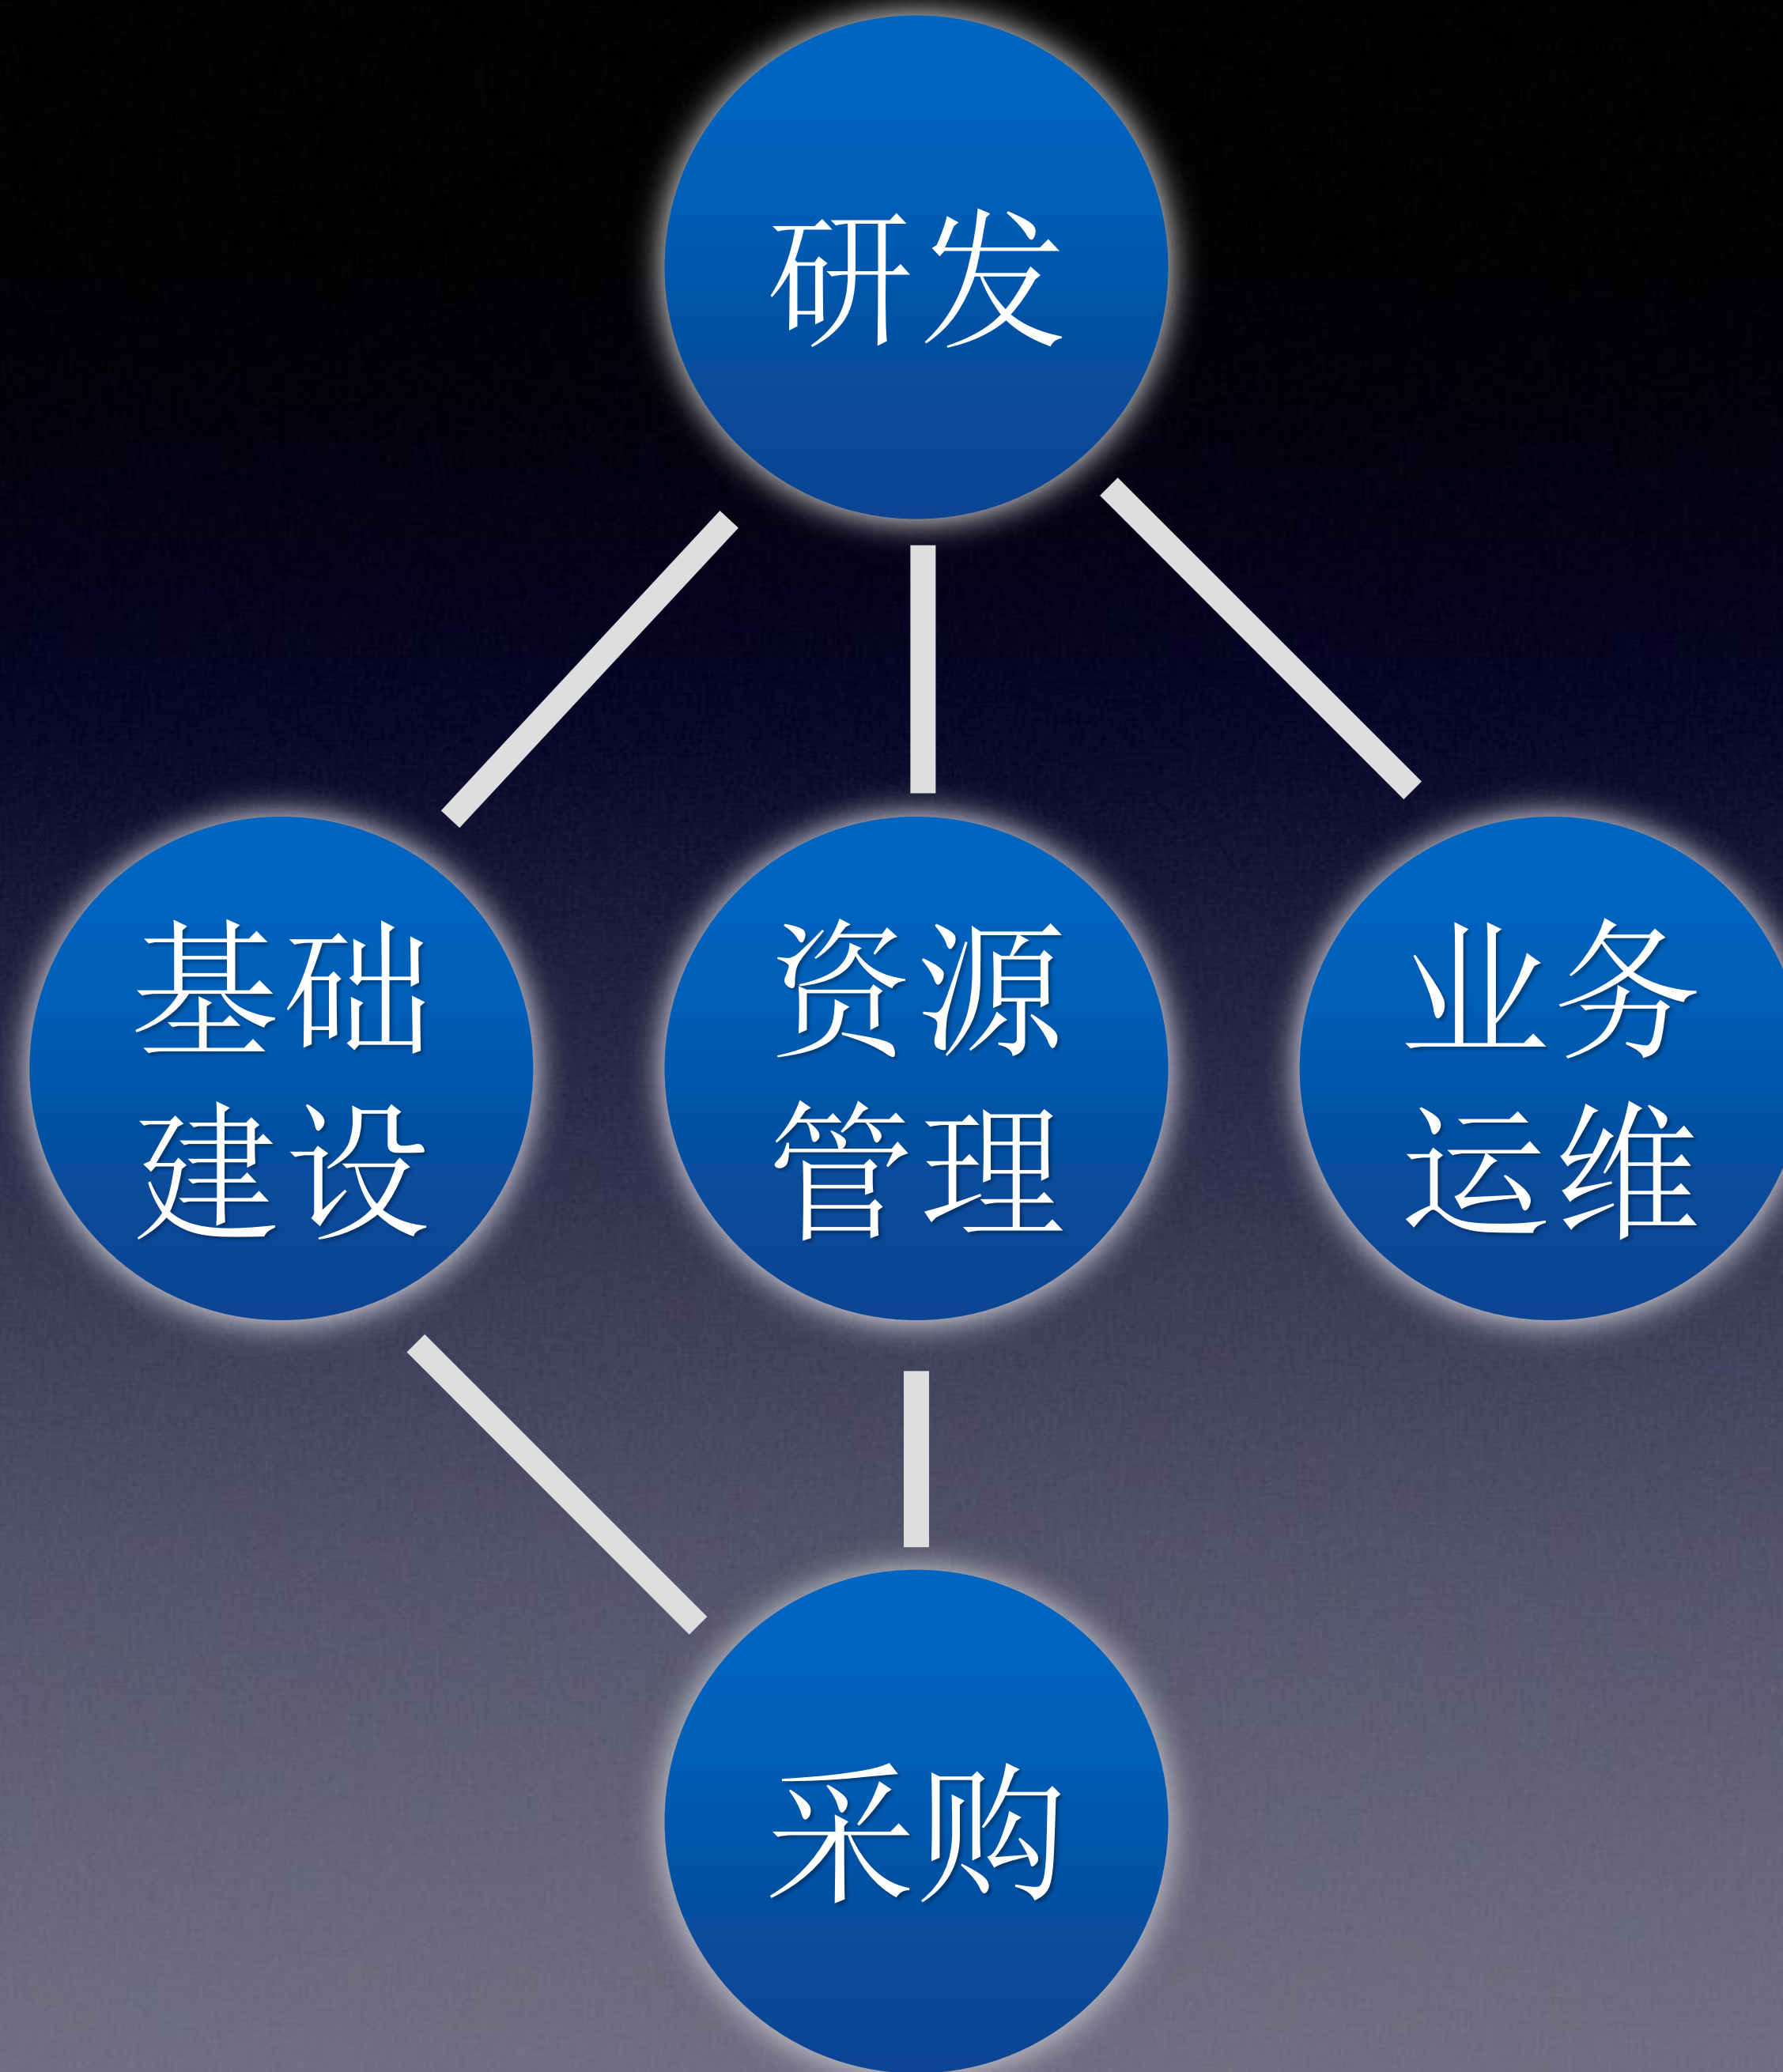 研发
基础
建设
资源
管理
业务
运维
采购